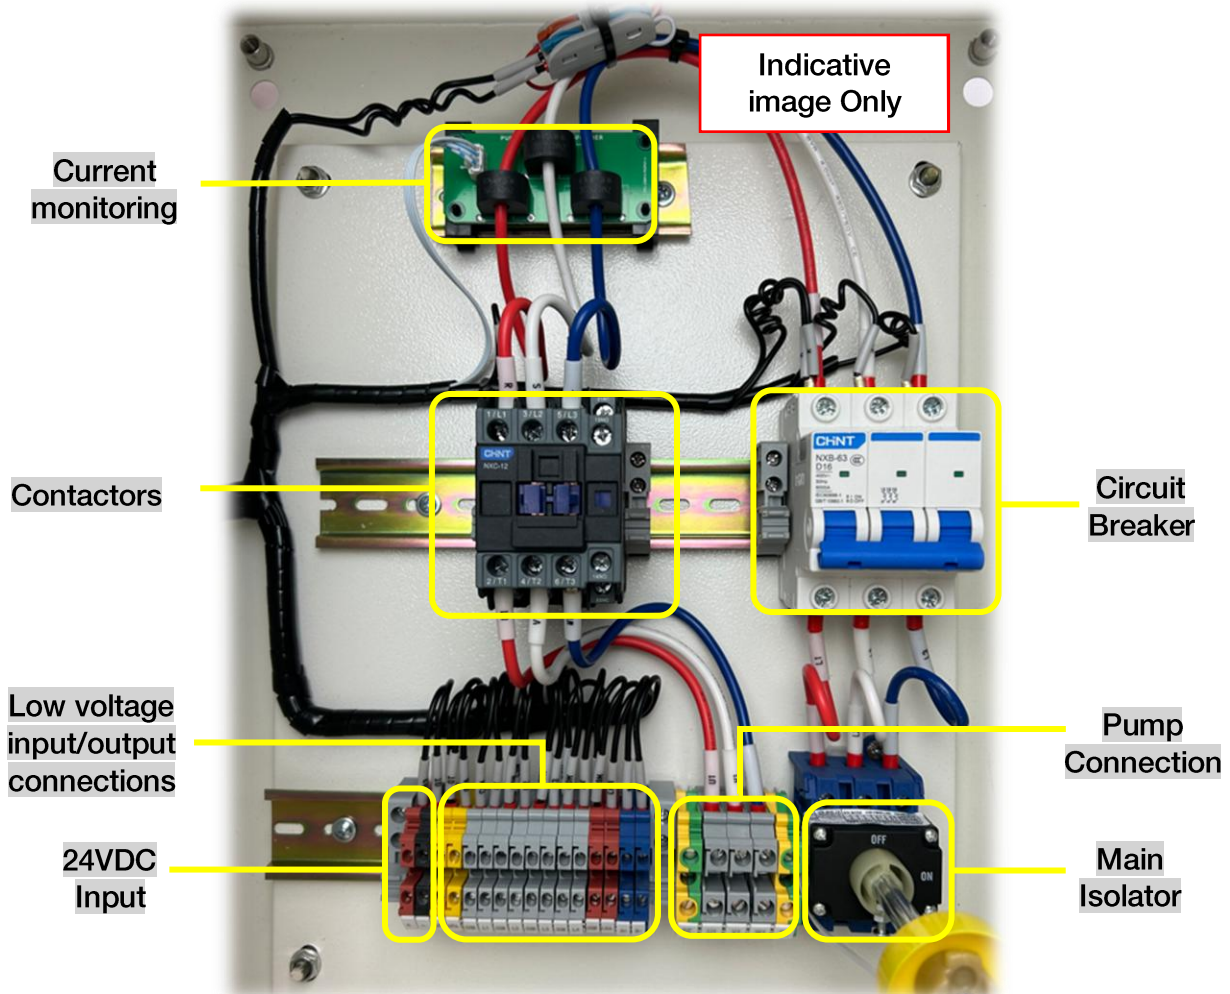 Indicative
image Only
Current
monitoring
Contactors
1/L1 3/L2 5/L3
CHNT
NXC-12
2/T1 4/T2 6/T3
CHNT
NXB-63
D16
Circuit
Breaker
R
S
A
L1
Low voltage
input/output
connections
Pump
Connection
24VDC
Input
OFF
ON
Main
Isolator